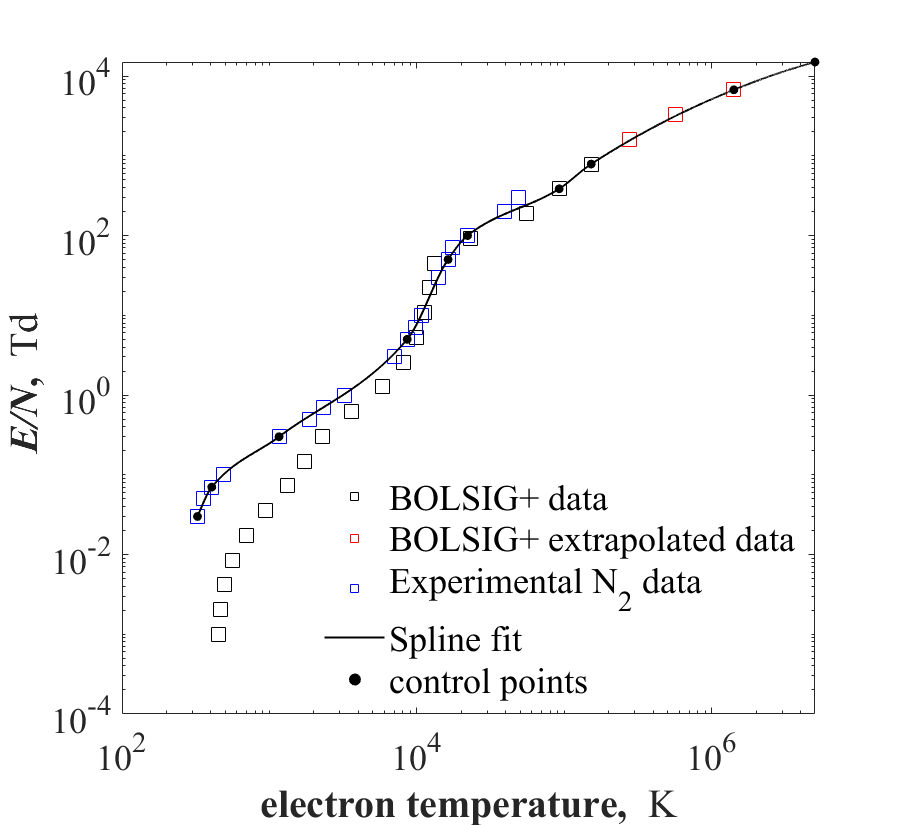 10^4
10^2
10^0
10^-2
10^-4
E/N, Td
BOLSIG+ data
BOLSIG+ extrapolated data
Experimental N_2 data
Spline fit
control points
10^2 10^4 10^6
electron temperature, K